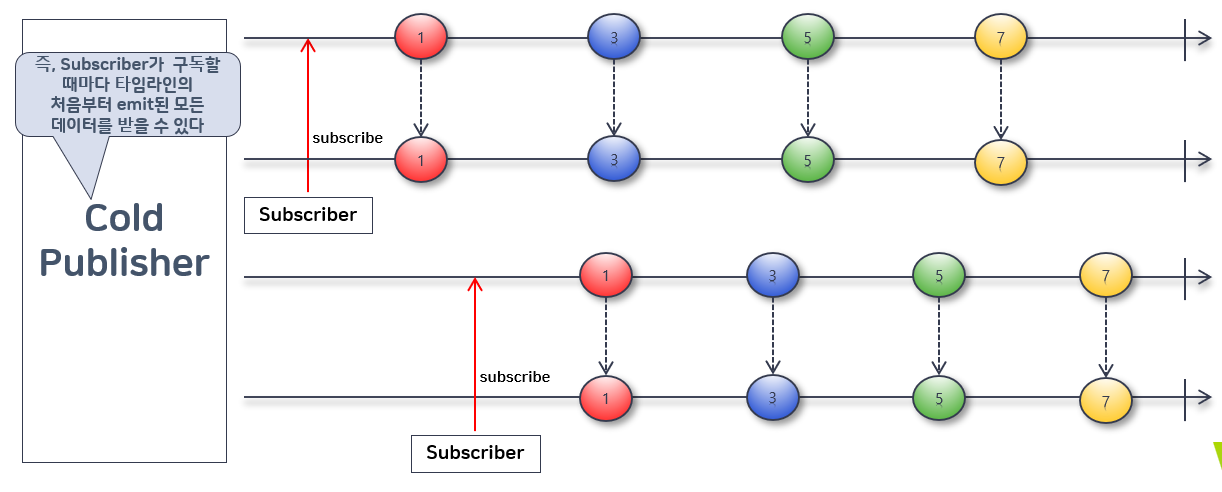 1 3 5 7
즉, Subscriber가 구독할
때마다 타임라인의
처음부터 emit된 모든
데이터를 받을 수 있다
subscribe
1 3 5 7
Subscriber
Cold
Publisher
1 3 5 7
subscribe
1 3 5 7
Subscriber